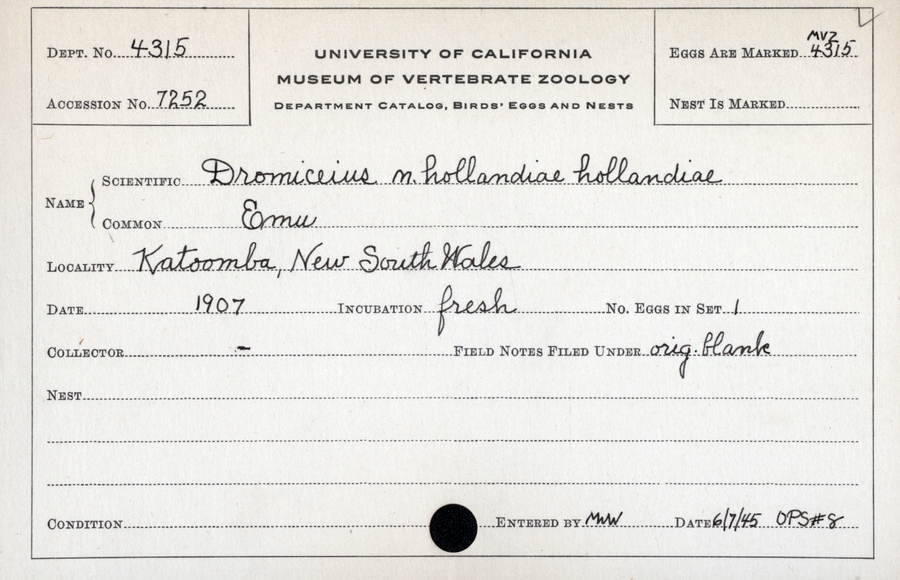 DEPT. No. 4315
ACCESSION No. 7252
UNIVERSITY OF CALIFORNIA
MUSEUM OF VERTEBRATE ZOOLOGY
DEPARTMENT CATALOG, BIRDS' EGGS AND NESTS
MVZ
EGGS ARE MARKED 4315
NEST IS MARKED
NAME
SCIENTIFIC Dromiceius n. hollandiae hollandiae
COMMON Emu
LOCALITY Katoomba, New South Wales
DATE 1907 INCUBATION fresh No. EGGS IN SET 1
COLLECTOR - FIELD NOTES FILED UNDER orig. blank
NEST
CONDITION ENTERED BY MWW DATE 6/7/45 OPS#8